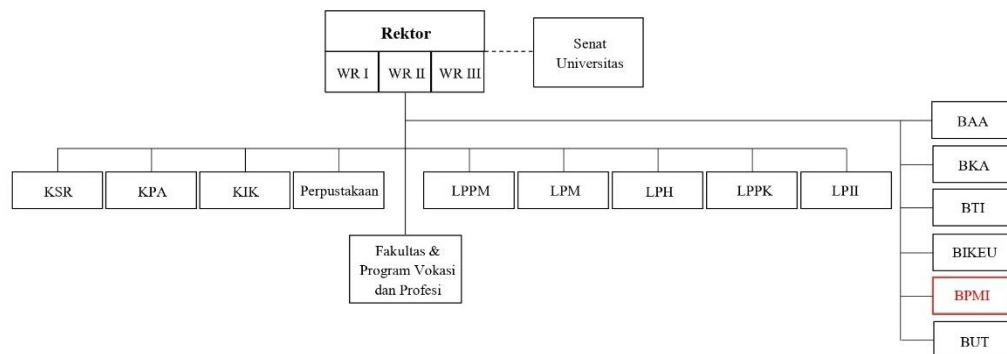 Rektor
WR I
WR II
WR III
Senat
Universitas
BAA
BKA
BTI
BIKEU
BPMI
BUT
KSR
KPA
KIK
Perpustakaan
LPPM
LPM
LPH
LPPK
LPII
Fakultas &
Program Vokasi
dan Profesi